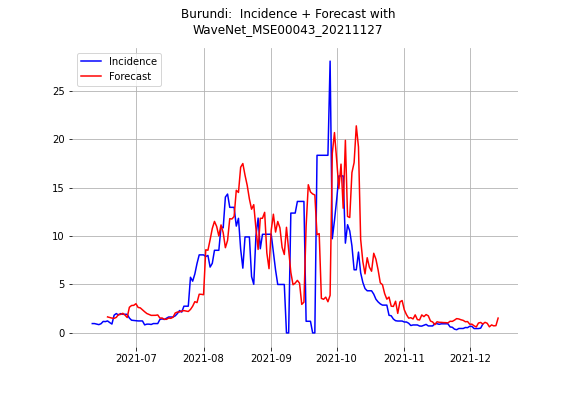 Burundi:  Incidence + Forecast with
WaveNet_MSE00043_20211127
Incidence
Forecast
25
20
15
10
5
0
2021-07 2021-08 2021-09 2021-10 2021-11 2021-12